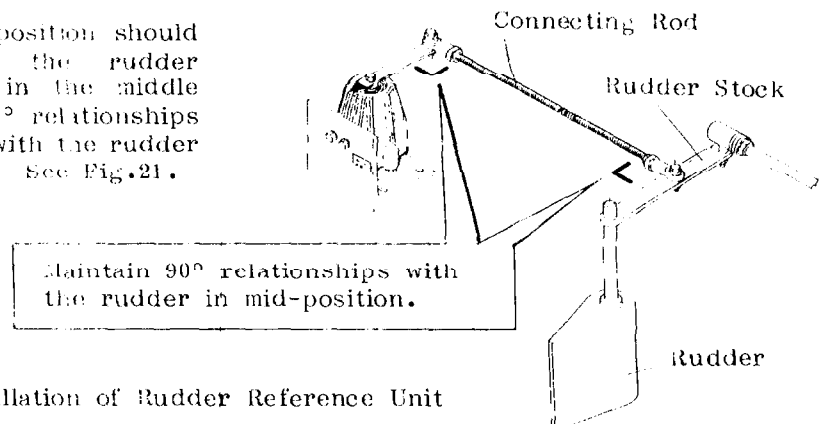 position should
the rudder
in the middle
° relationships
with the rudder
See Fig.21.
Connecting Rod
Rudder Stock
Maintain 90° relationships with
the rudder in mid-position.
Rudder
llation of Rudder Reference Unit